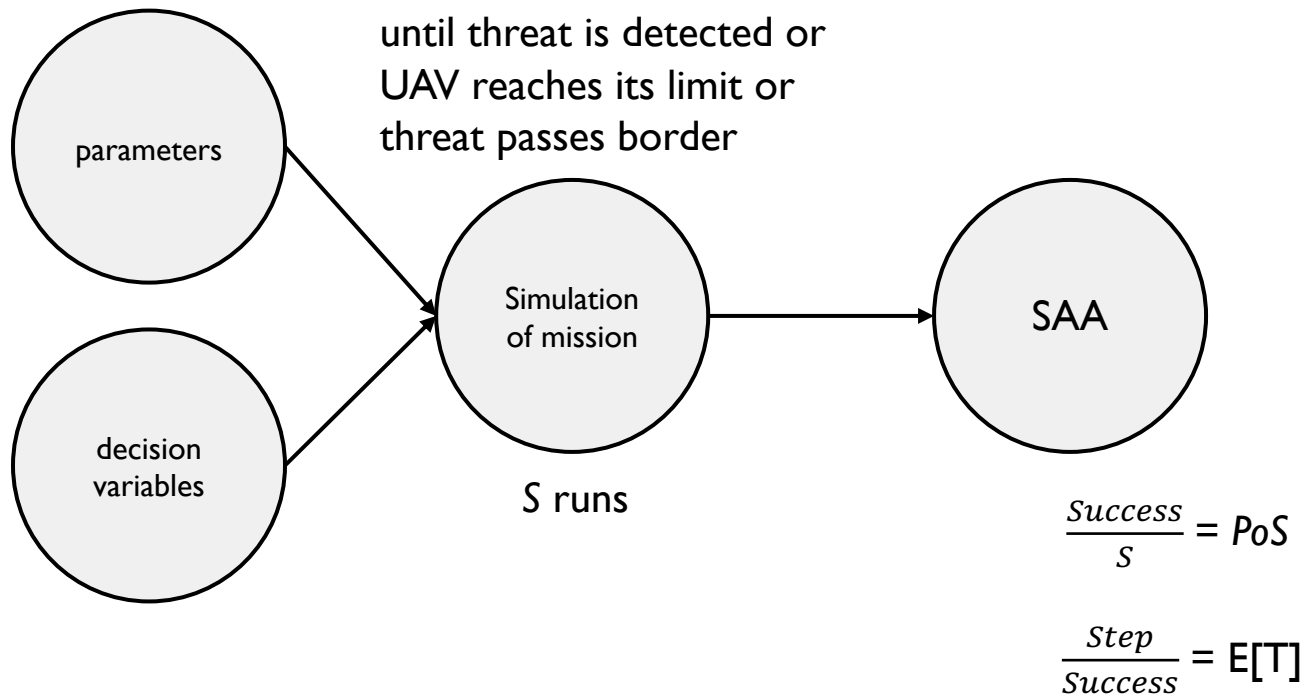 until threat is detected or
UAV reaches its limit or
threat passes border
parameters
decision
variables
Simulation
of mission
S runs
SAA
Success/S = PoS
Step/Success = E[T]